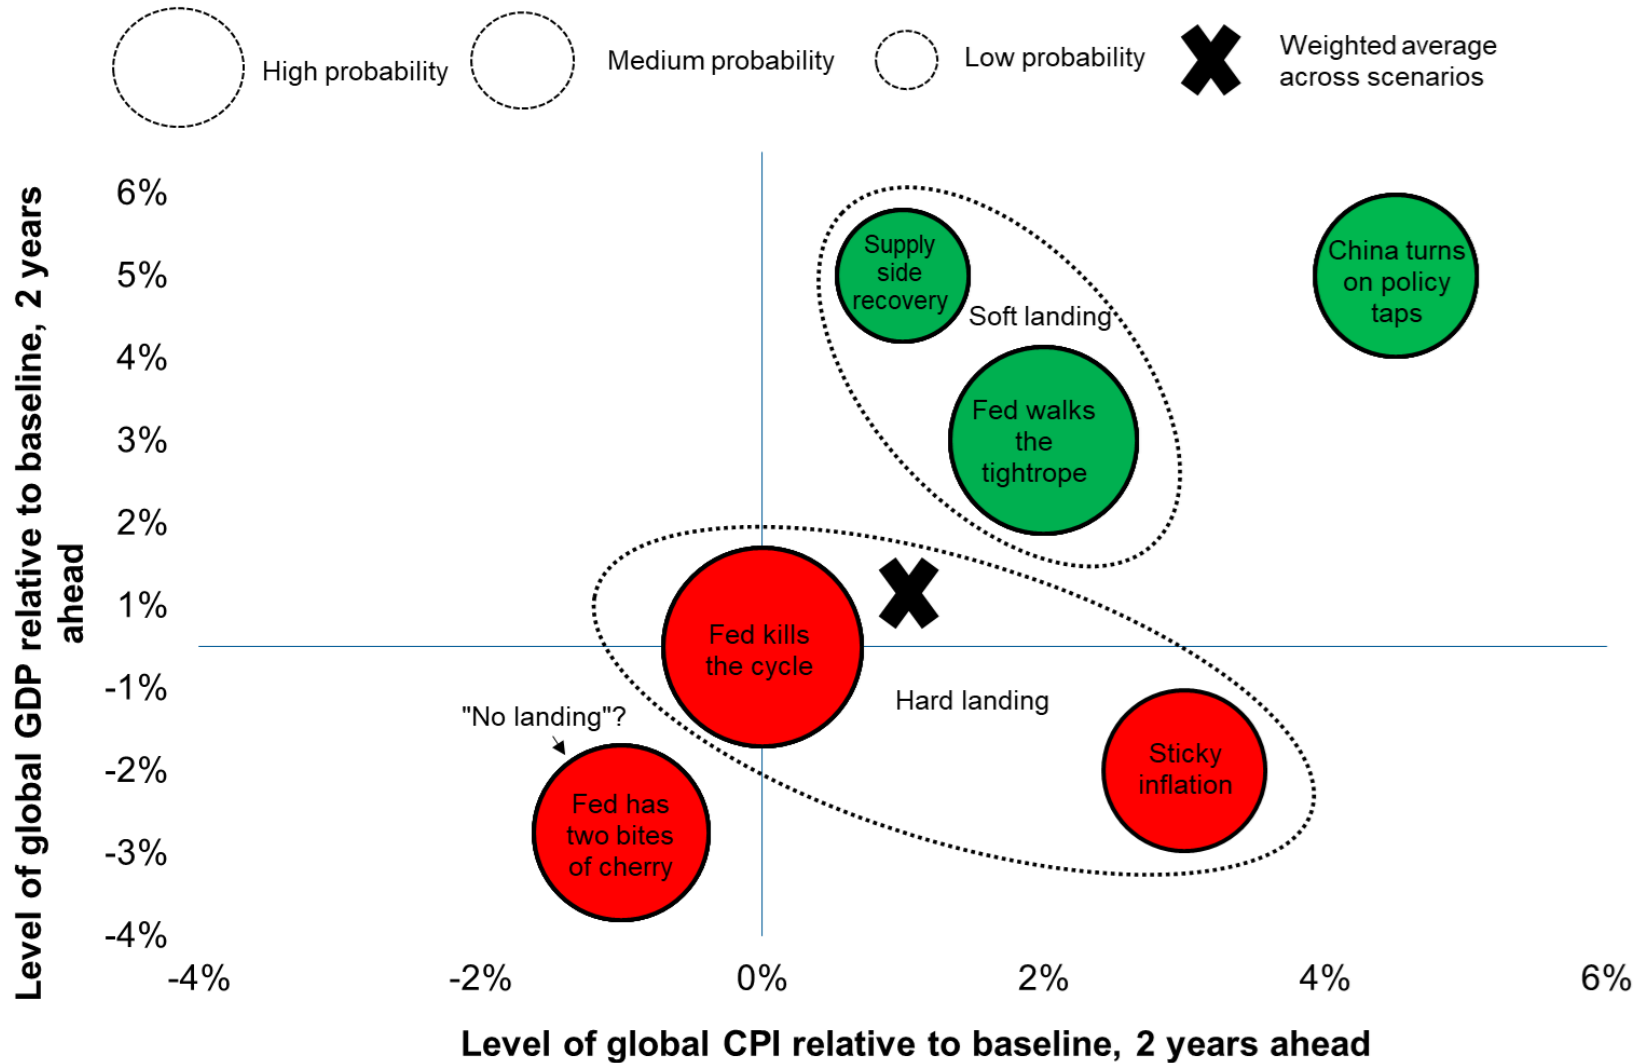 High probability
Medium probability
Low probability
Weighted average
across scenarios
Level of global GDP relative to baseline, 2 years
ahead
6%
5%
4%
3%
2%
1%
-1%
-2%
-3%
-4%
Supply
side
recovery
Soft landing
China turns
on policy
taps
Fed walks
the
tightrope
Fed kills
the cycle
Hard landing
"No landing"?
Sticky
inflation
Fed has
two bites
of cherry
-4%
-2%
0%
2%
4%
6%
Level of global CPI relative to baseline, 2 years ahead